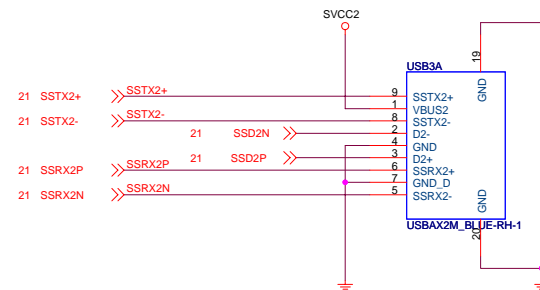 SVCC2
USB3A
19
GND
21 SSTX2+ SSTX2+ 9 SSTX2+
1 VBUS2
21 SSTX2- SSTX2- 8 SSTX2-
21 SSD2N 2 D2-
4 GND
21 SSD2P 3 D2+
21 SSRX2P SSRX2P 6 SSRX2+
7 GND_D
21 SSRX2N SSRX2N 5 SSRX2-
GND
USBAX2M_BLUE-RH-1
20